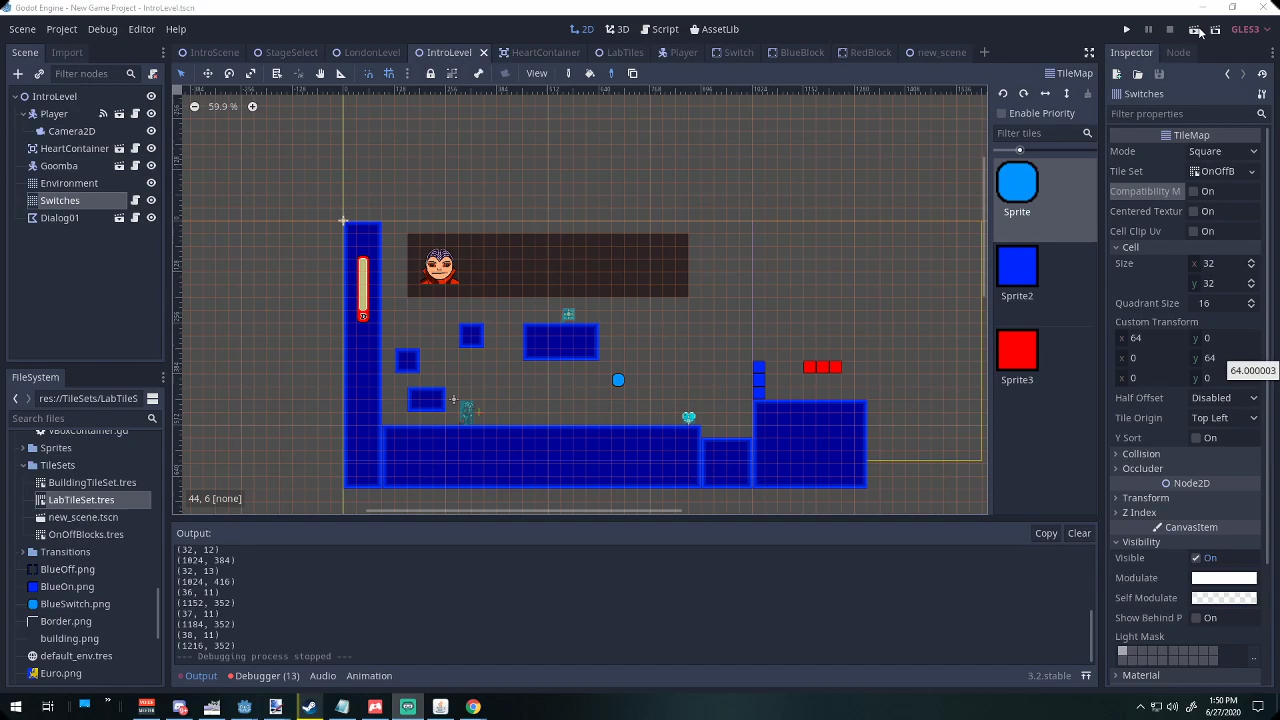 Godot Engine - New Game Project - IntroLevel.tscn
Scene Project Debug Editor Help
2D 3D Script AssetLib
GLES3
Scene Import
IntroScene StageSelect LondonLevel IntroLevel HeartContainer LabTiles Player Switch BlueBlock RedBlock new_scene
Inspector Node
Filter nodes
View
TileMap
IntroLevel
Player
Camera2D
HeartContainer
Goomba
Environment
Switches
Dialog01
59.9 %
Enable Priority
Filter tiles
Sprite
Sprite2
Sprite3
44, 6 [none]
Switches
Filter properties
TileMap
Mode Square
Tile Set OnOffB
Compatibility M On
Centered Textur On
Cell Clip Uv On
Cell
Size x 32
y 32
Quadrant Size 16
Custom Transform
x 64 y 0
x 0 y 64
x 0 y 0
64.000003
Half Offset Disabled
Tile Origin Top Left
Y Sort On
Collision
Occluder
Node2D
Transform
Z Index
CanvasItem
Visibility
Visible On
Modulate
Self Modulate
Show Behind P On
Light Mask
Material
FileSystem
res://TileSets/LabTileS
Search files
VBoxContainer.gd
Sprites
TileSets
BuildingTileSet.tres
LabTileSet.tres
new_scene.tscn
OnOffBlocks.tres
Transitions
BlueOff.png
BlueOn.png
BlueSwitch.png
Border.png
building.png
default_env.tres
Euro.png
Output:
Copy Clear
(32, 12)
(1024, 384)
(32, 13)
(1024, 416)
(36, 11)
(1152, 352)
(37, 11)
(1184, 352)
(38, 11)
(1216, 352)
--- Debugging process stopped ---
Output Debugger (13) Audio Animation
3.2.stable
1:50 PM
6/27/2020